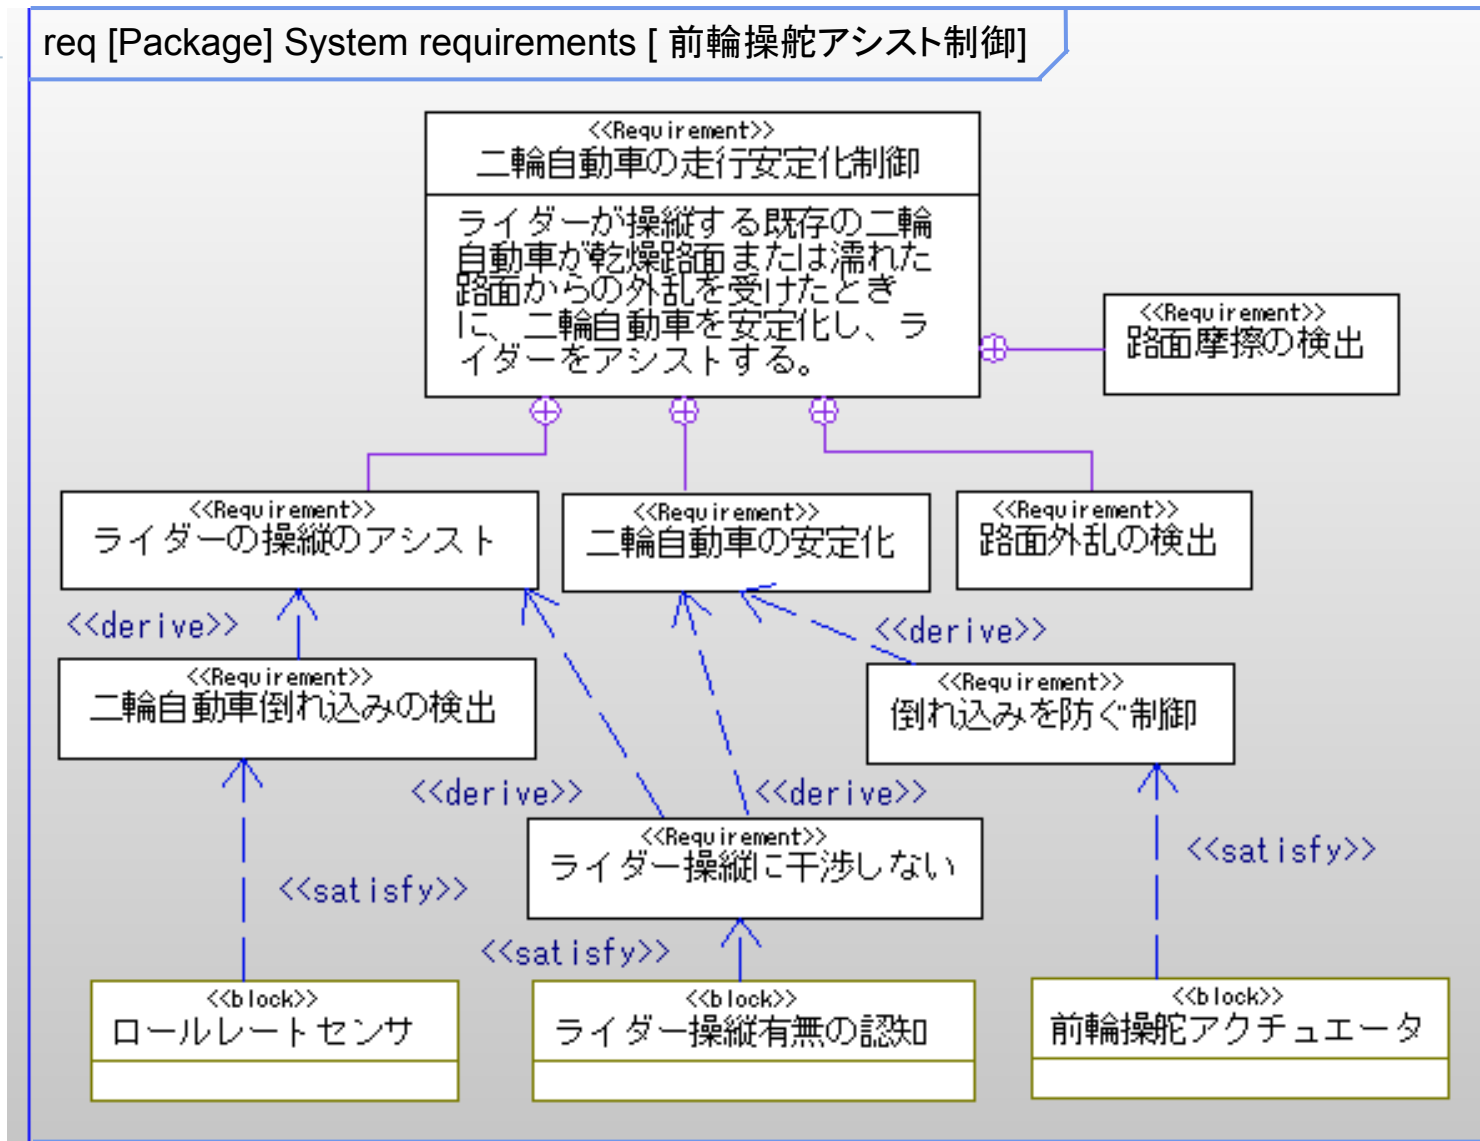 req [Package] System requirements [ 前輪操舵アシスト制御]
<<Requirement>>
二輪自動車の走行安定化制御
ライダーが操縦する既存の二輪
自動車が乾燥路面または濡れた
路面からの外乱を受けたとき
に、二輪自動車を安定化し、ラ
イダーをアシストする。
<<Requirement>>
路面摩擦の検出
<<Requirement>>
ライダーの操縦のアシスト
<<Requirement>>
二輪自動車の安定化
<<Requirement>>
路面外乱の検出
<<derive>>
<<derive>>
<<Requirement>>
二輪自動車倒れ込みの検出
<<Requirement>>
倒れ込みを防ぐ制御
<<derive>>
<<derive>>
<<Requirement>>
ライダー操縦に干渉しない
<<satisfy>>
<<satisfy>>
<<satisfy>>
<<block>>
ロールレートセンサ
<<block>>
ライダー操縦有無の認知
<<block>>
前輪操舵アクチュエータ